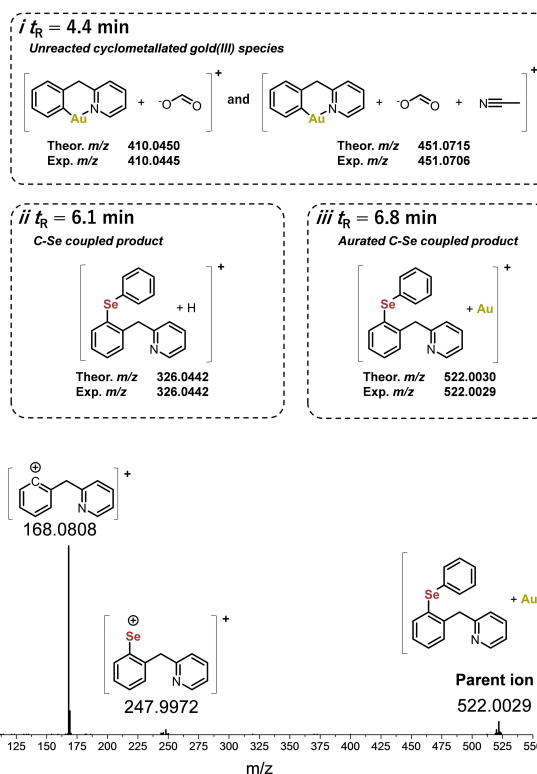 i tR = 4.4 min
Unreacted cyclometallated gold(III) species
+
+
N
Au
+
-O
O
and
N
Au
+
-O
O
+
N
Theor. m/z 410.0450
Exp. m/z 410.0445
Theor. m/z 451.0715
Exp. m/z 451.0706
ii tR = 6.1 min
C-Se coupled product
+
Se
+ H
N
Theor. m/z 326.0442
Exp. m/z 326.0442
iii tR = 6.8 min
Aurated C-Se coupled product
+
Se
+ Au
N
Theor. m/z 522.0030
Exp. m/z 522.0029
⊕
C
+
N
168.0808
⊕
Se
+
N
247.9972
Se
+ Au
N
Parent ion
522.0029
125 150 175 200 225 250 275 300 325 350 375 400 425 450 475 500 525 550
m/z